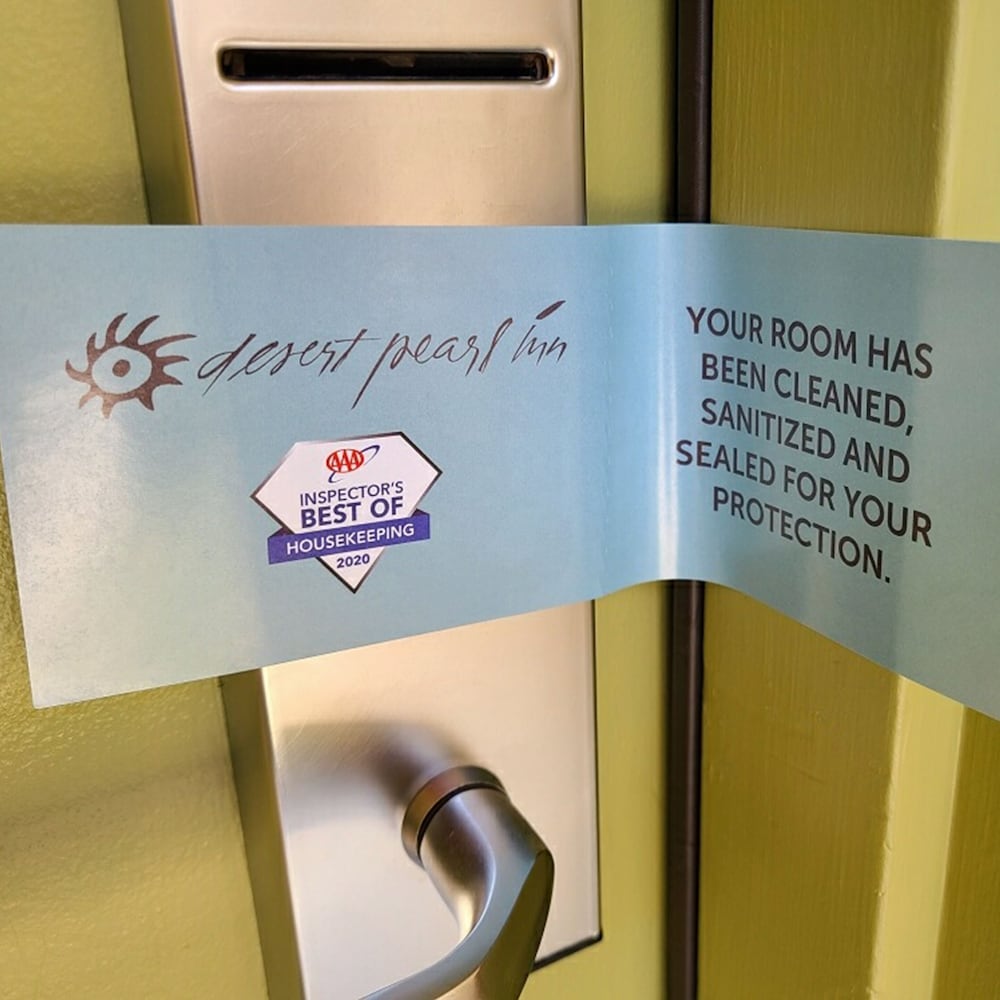 desert pearl inn
AAA
INSPECTOR'S
BEST OF
HOUSEKEEPING
2020
YOUR ROOM HAS
BEEN CLEANED,
SANITIZED AND
SEALED FOR YOUR
PROTECTION.